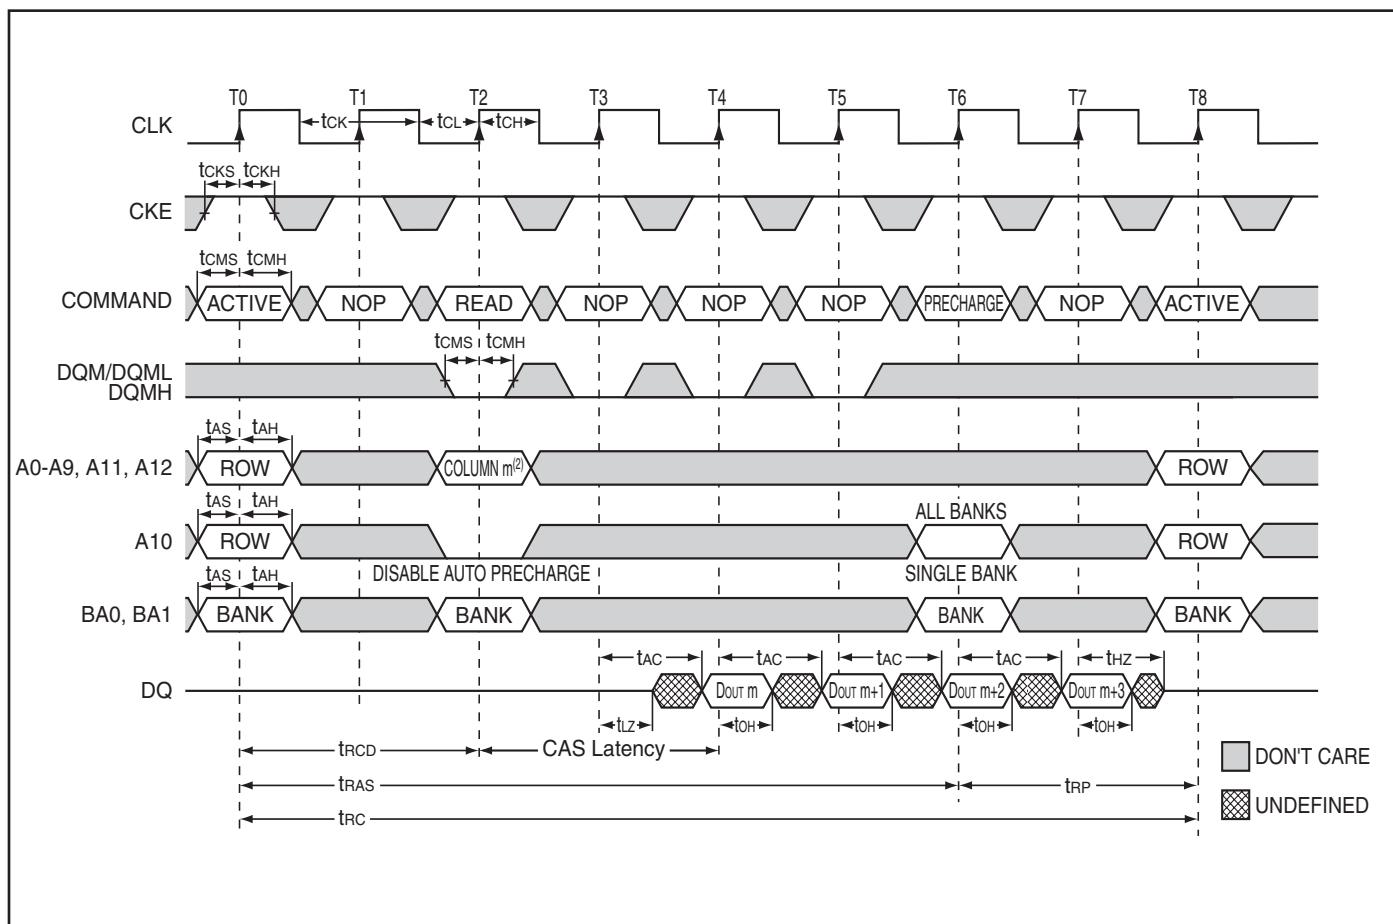 T0 T1 T2 T3 T4 T5 T6 T7 T8
CLK tCK tCL tCH
tCKS tCKH
CKE
tCMS tCMH
COMMAND ACTIVE NOP READ NOP NOP NOP PRECHARGE NOP ACTIVE
tCMS tCMH
DQM/DQML
DQMH
tAS tAH
A0-A9, A11, A12 ROW COLUMN m(2) ROW
tAS tAH ALL BANKS
A10 ROW ROW
tAS tAH DISABLE AUTO PRECHARGE SINGLE BANK
BA0, BA1 BANK BANK BANK BANK
tAC tAC tAC tAC tHZ
DQ DOUT m DOUT m+1 DOUT m+2 DOUT m+3
tLZ tOH tOH tOH tOH
tRCD CAS Latency
DON'T CARE
tRAS tRP
UNDEFINED
tRC